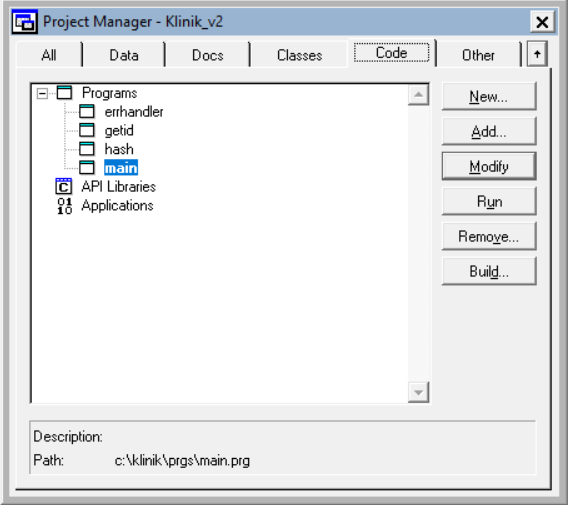 Project Manager - Klinik_v2
All Data Docs Classes Code Other
Programs
errhandler
getid
hash
main
API Libraries
Applications
New...
Add...
Modify
Run
Remove...
Build...
Description:
Path: c:\klinik\prgs\main.prg